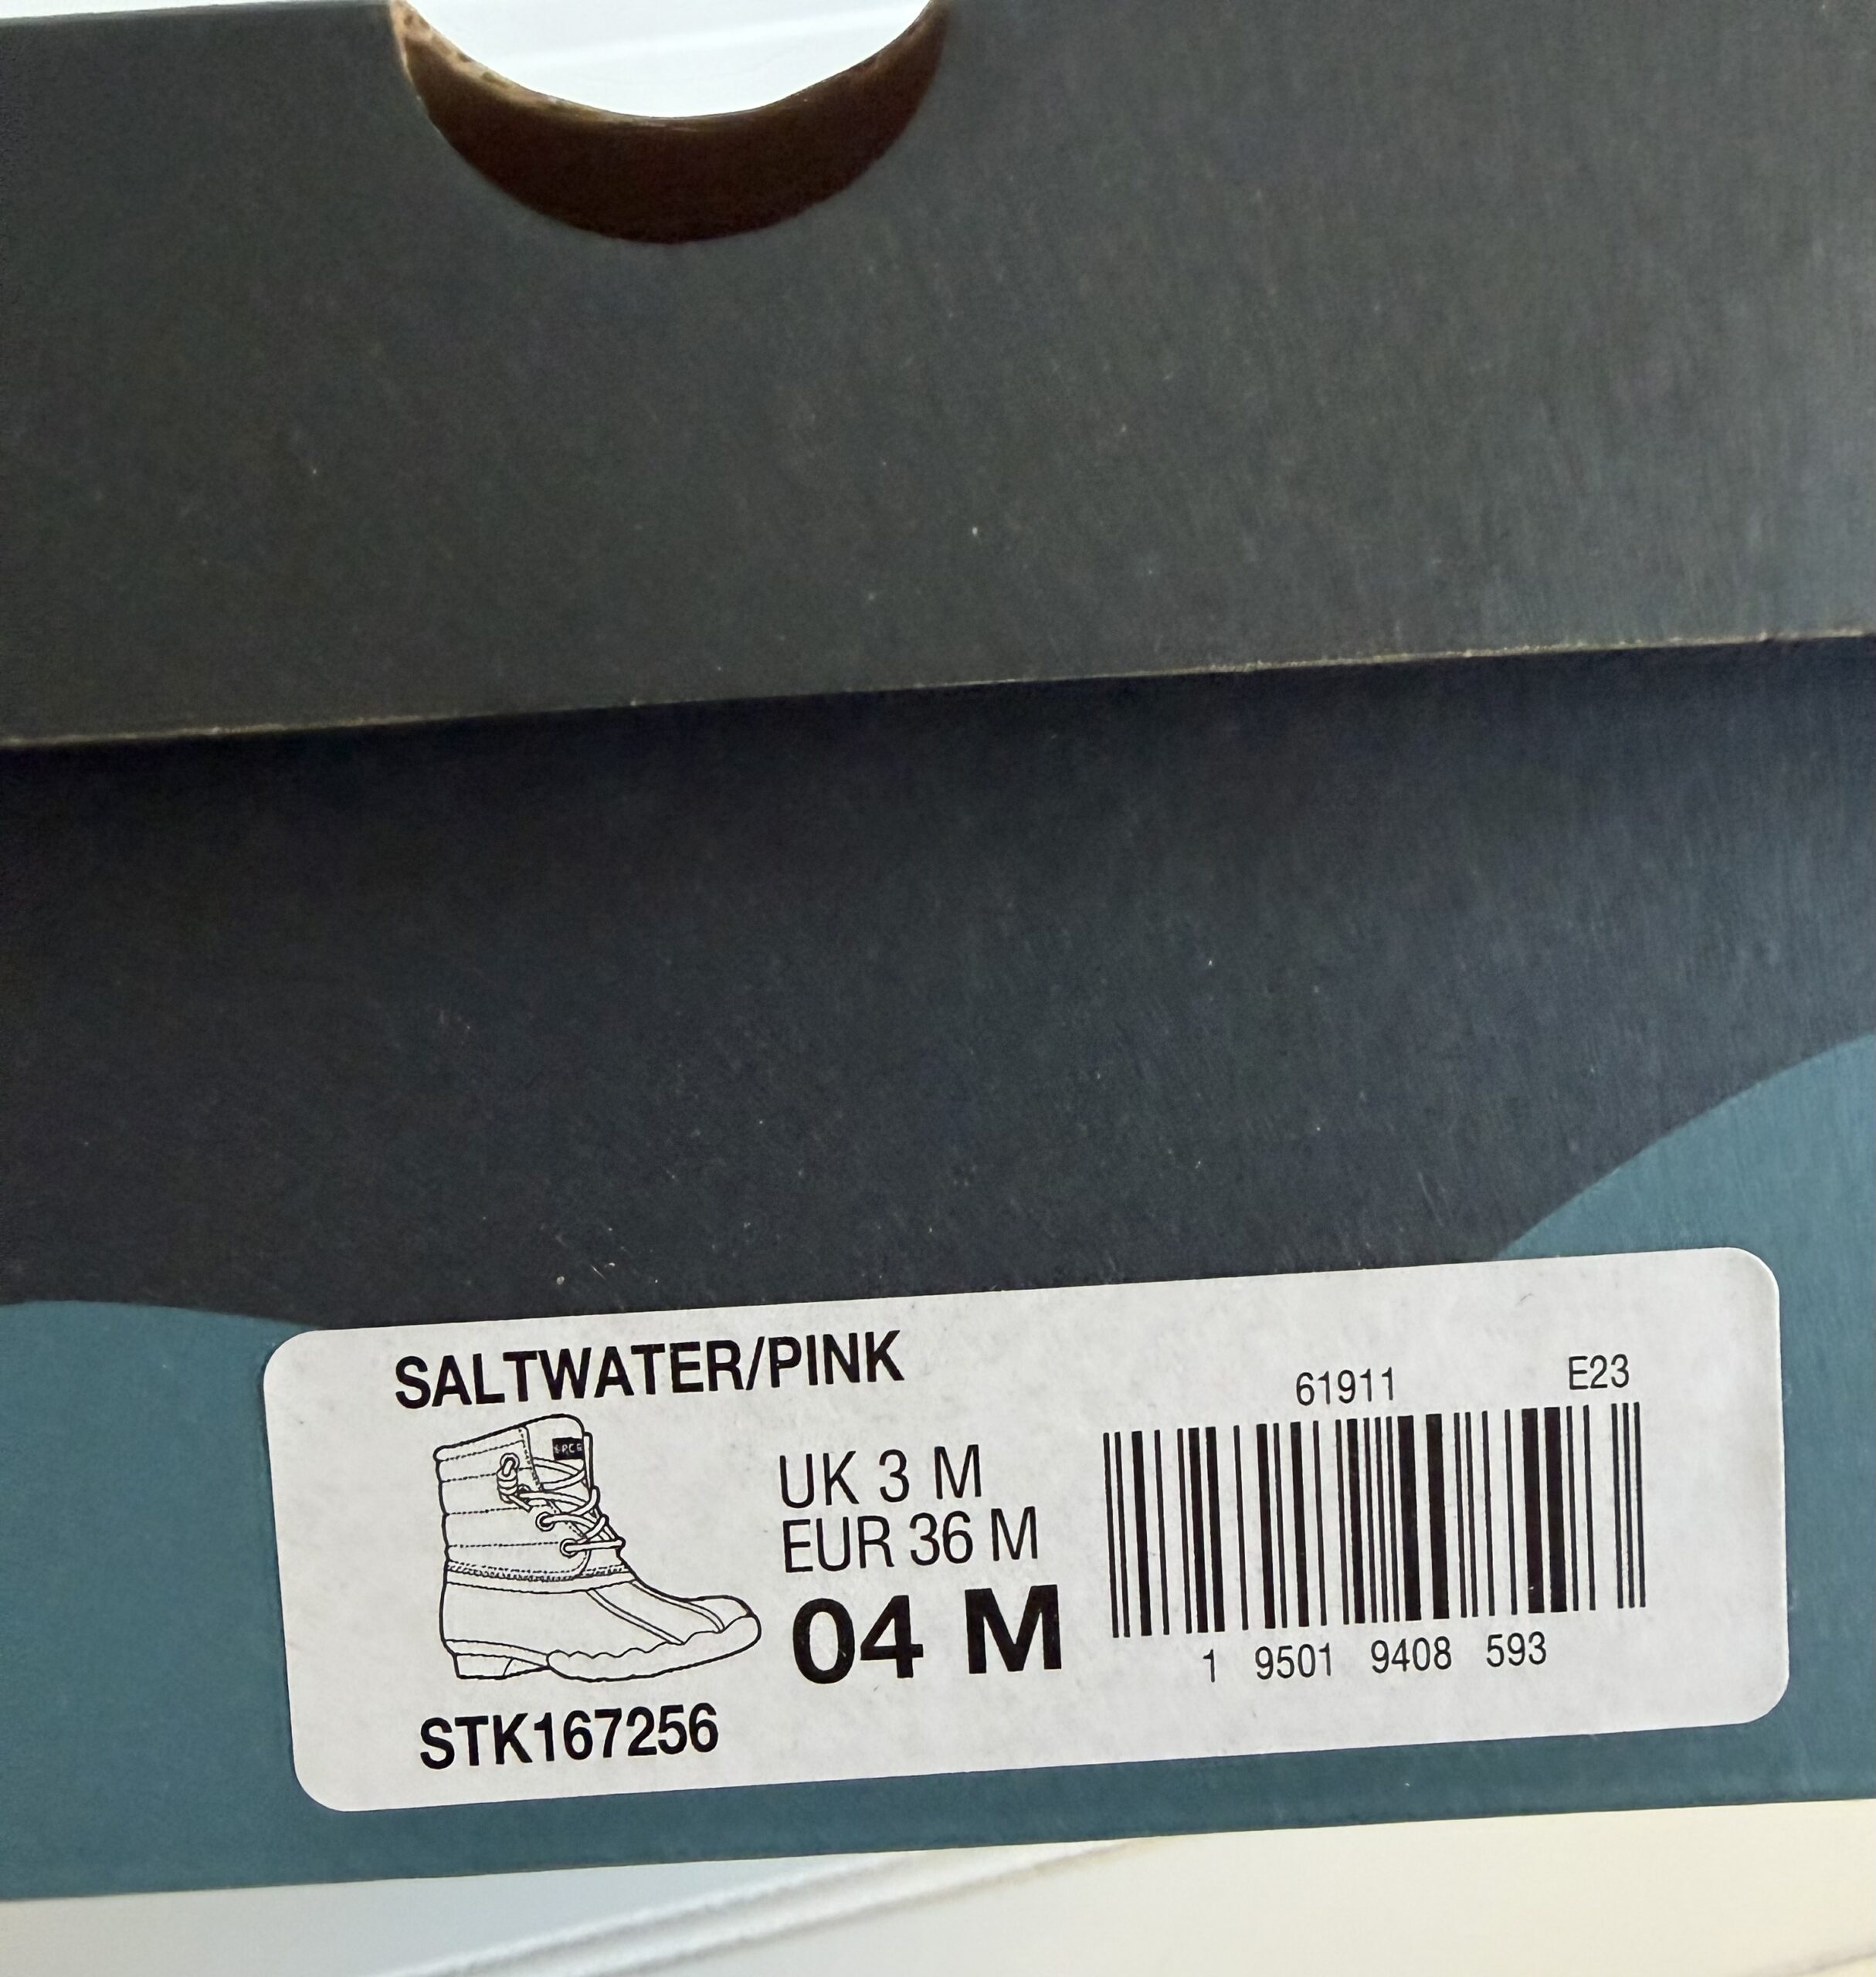 SALTWATER/PINK
61911 E23
UK 3 M
EUR 36 M
04 M
1 9501 9408 593
STK167256